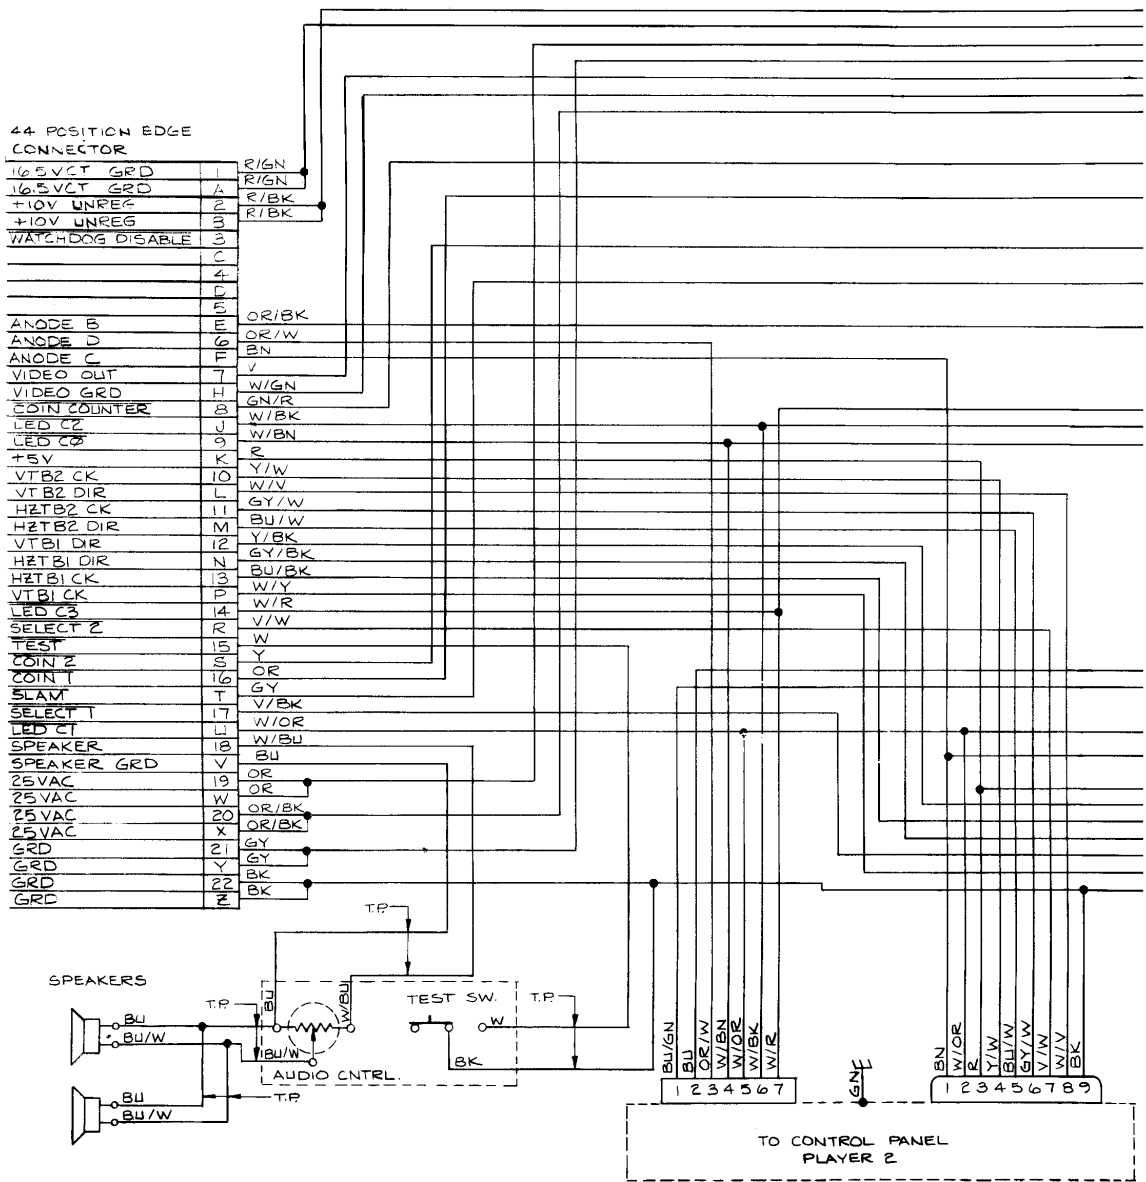 44 POSITION EDGE
CONNECTOR
16.5VCT GRD 1 R/GN
16.5VCT GRD A R/GN
+10V UNREG 2 R/BK
+10V UNREG B R/BK
WATCHDOG DISABLE 3
C
4
D
5
ANODE B E OR/BK
ANODE D 6 OR/W
ANODE C F BN
VIDEO OUT 7 V
VIDEO GRD H W/GN
COIN COUNTER 8 GN/R
LED C2 J W/BK
LED CØ 9 W/BN
+5V K R
VTB2 CK 10 Y/W
VTB2 DIR L W/V
HZTB2 CK 11 GY/W
HZTB2 DIR M BU/W
VTB1 DIR 12 Y/BK
HZTB1 DIR N GY/BK
HZTB1 CK 13 BU/BK
VTB1 CK P W/Y
LED C3 14 W/R
SELECT 2 R V/W
TEST 15 W
COIN 2 S Y
COIN 1 16 OR
SLAM T GY
SELECT 1 17 V/BK
LED C1 U W/OR
SPEAKER 18 W/BU
SPEAKER GRD V BU
25VAC 19 OR
25VAC W OR
25VAC 20 OR/BK
25VAC X OR/BK
GRD 21 GY
GRD Y GY
GRD 22 BK
GRD Z BK
T.P.
SPEAKERS
BU
BU/W
BU
BU/W
T.P.
T.P.
BU
W/BU
BU/W
AUDIO CNTRL.
TEST SW.
W
BK
T.P.
BU/GN BU OR/W W/BN W/OR W/BK W/R
1 2 3 4 5 6 7
GN
BN W/OR R Y/W BU/W GY/W V/W W/V BK
1 2 3 4 5 6 7 8 9
TO CONTROL PANEL
PLAYER 2